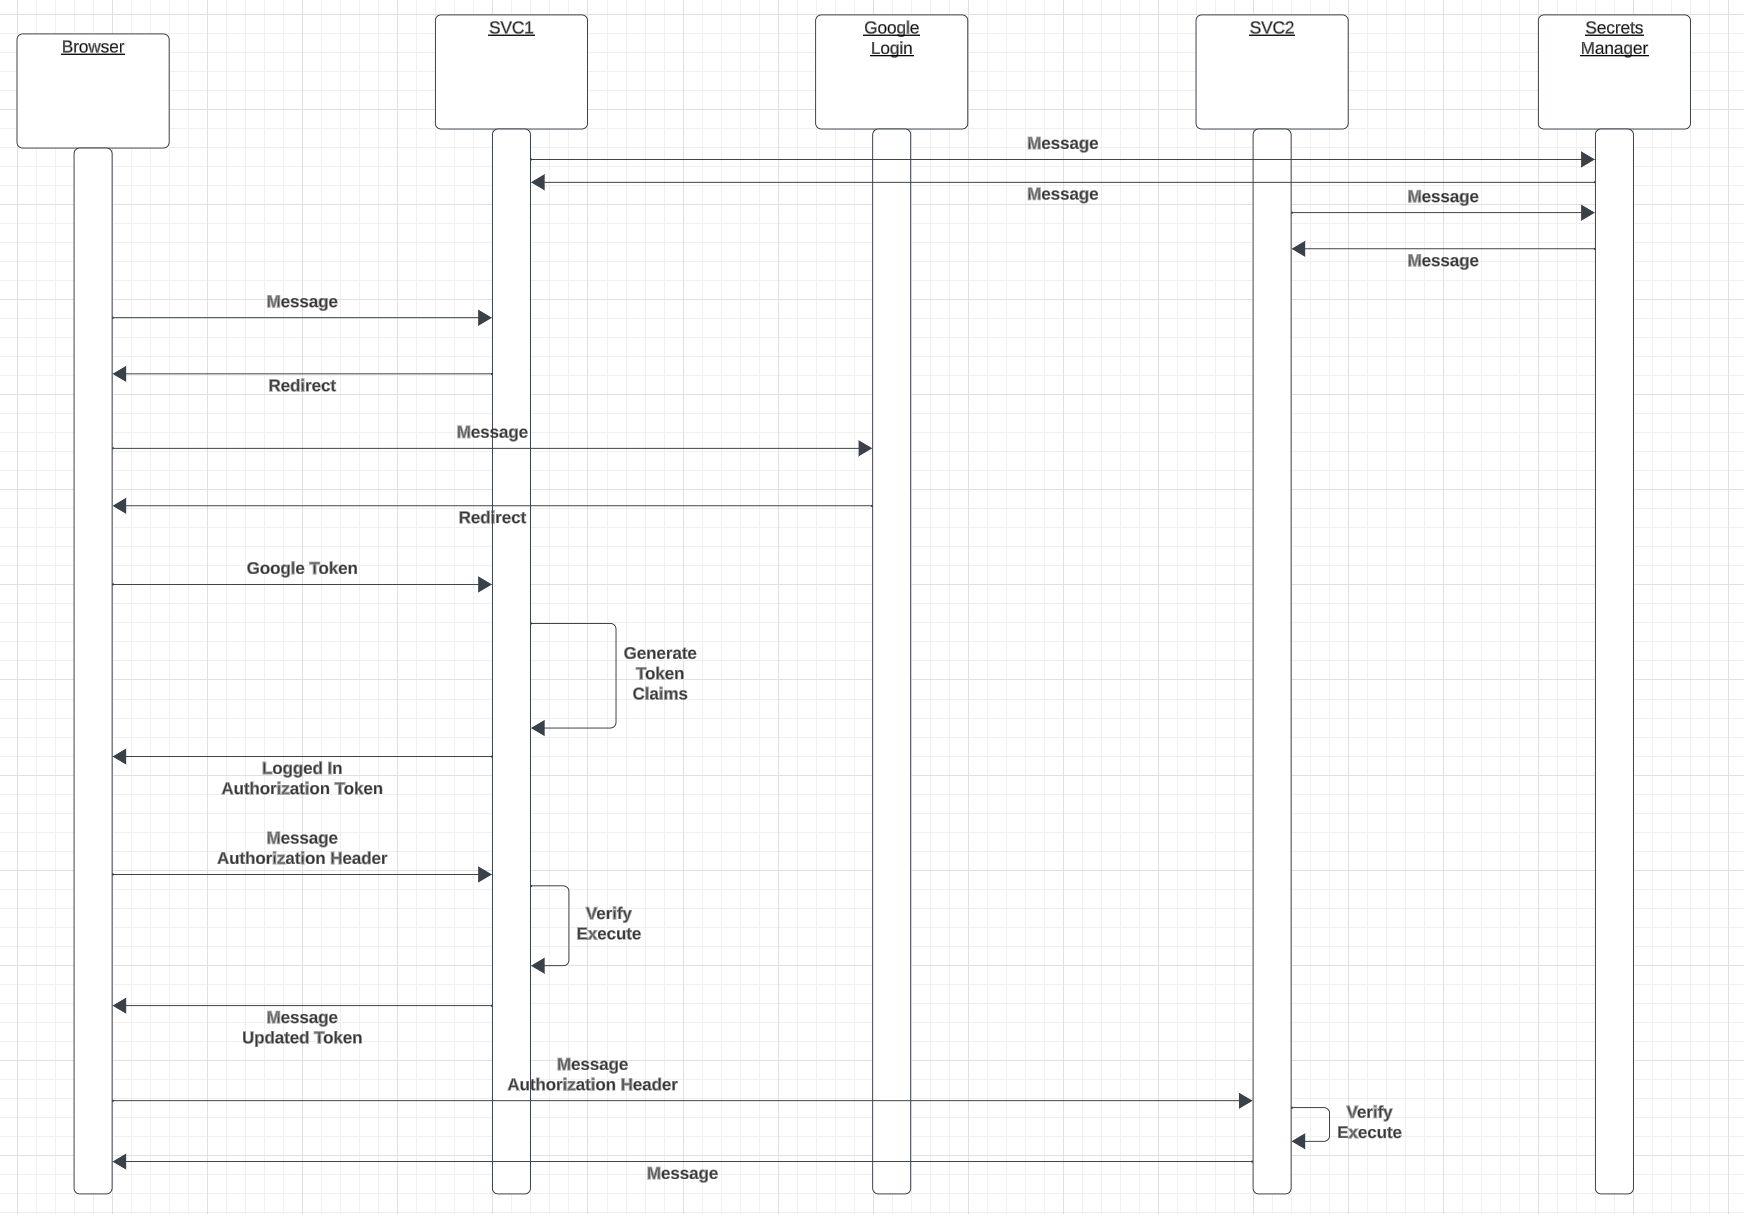 Browser
SVC1
Google
Login
SVC2
Secrets
Manager
Message
Message
Message
Message
Message
Redirect
Message
Redirect
Google Token
Generate
Token
Claims
Logged In
Authorization Token
Message
Authorization Header
Verify
Execute
Message
Updated Token
Message
Authorization Header
Verify
Execute
Message